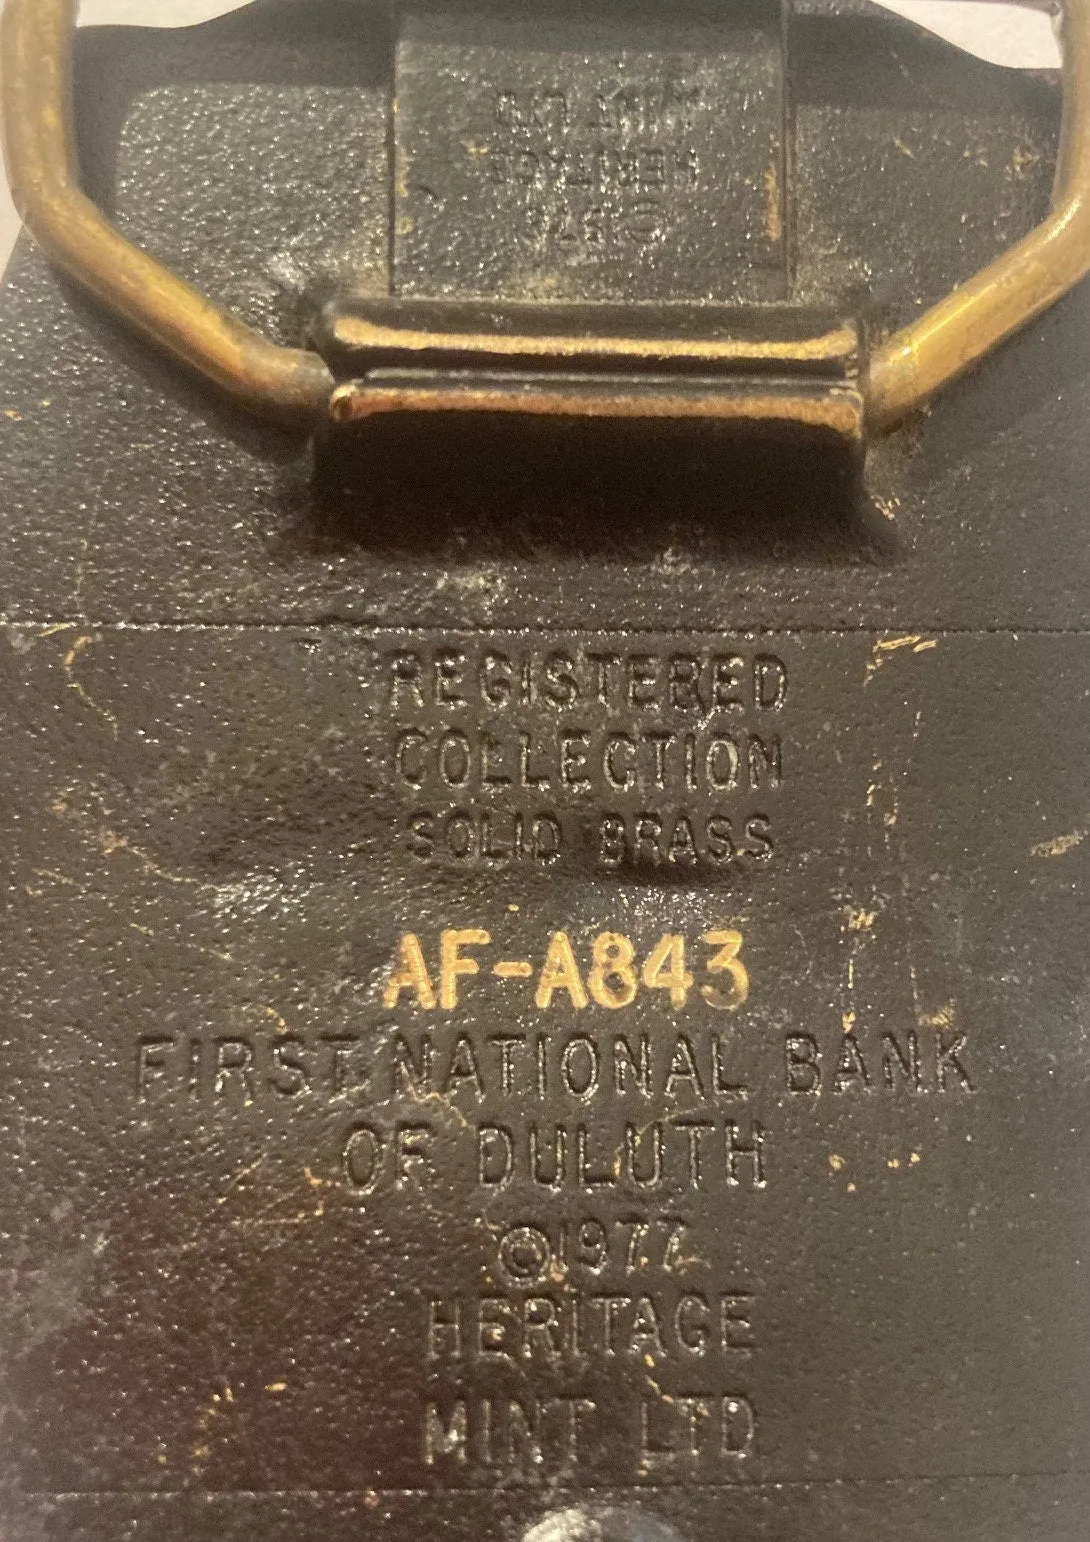 MINT LTD
HERITAGE
REGISTERED
COLLECTION
SOLID BRASS
AF-A843
FIRST NATIONAL BANK
OF DULUTH
©1977
HERITAGE
MINT LTD